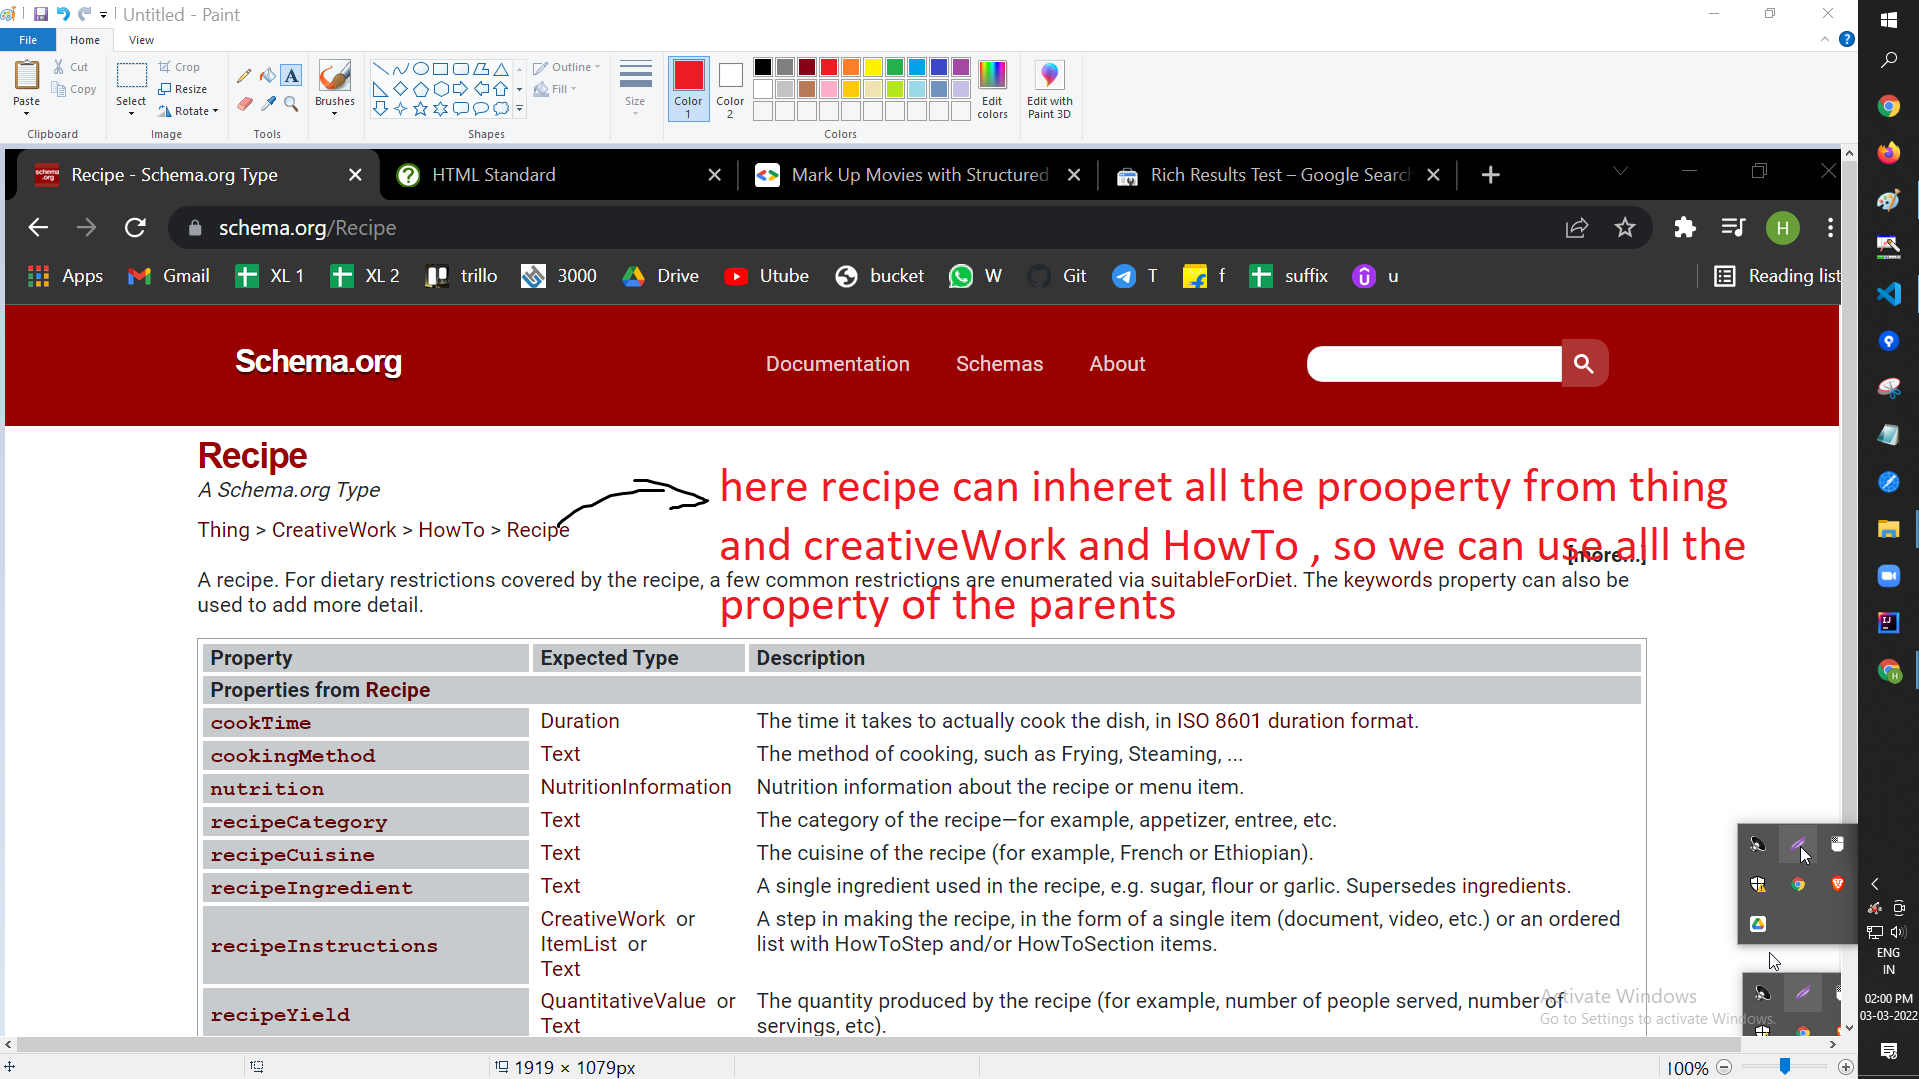 Untitled - Paint
File Home View
Paste Cut Copy Clipboard
Select Crop Resize Rotate Image
Tools
Brushes
Shapes Outline Fill
Size
Color 1 Color 2 Edit colors Colors
Edit with Paint 3D
Recipe - Schema.org Type HTML Standard Mark Up Movies with Structured Rich Results Test – Google Search
schema.org/Recipe H
Apps Gmail XL 1 XL 2 trillo 3000 Drive Utube bucket W Git T f suffix u Reading list
Schema.org Documentation Schemas About
Recipe
A Schema.org Type
Thing > CreativeWork > HowTo > Recipe
here recipe can inheret all the prooperty from thing
and creativeWork and HowTo , so we can use alll the
property of the parents
[more...]
A recipe. For dietary restrictions covered by the recipe, a few common restrictions are enumerated via suitableForDiet. The keywords property can also be
used to add more detail.
Property Expected Type Description
Properties from Recipe
cookTime Duration The time it takes to actually cook the dish, in ISO 8601 duration format.
cookingMethod Text The method of cooking, such as Frying, Steaming, ...
nutrition NutritionInformation Nutrition information about the recipe or menu item.
recipeCategory Text The category of the recipe—for example, appetizer, entree, etc.
recipeCuisine Text The cuisine of the recipe (for example, French or Ethiopian).
recipeIngredient Text A single ingredient used in the recipe, e.g. sugar, flour or garlic. Supersedes ingredients.
recipeInstructions CreativeWork or ItemList or Text A step in making the recipe, in the form of a single item (document, video, etc.) or an ordered
list with HowToStep and/or HowToSection items.
recipeYield QuantitativeValue or Text The quantity produced by the recipe (for example, number of people served, number of
servings, etc).
Activate Windows
Go to Settings to activate Windows.
ENG
IN
02:00 PM
03-03-2022
1919 × 1079px 100%